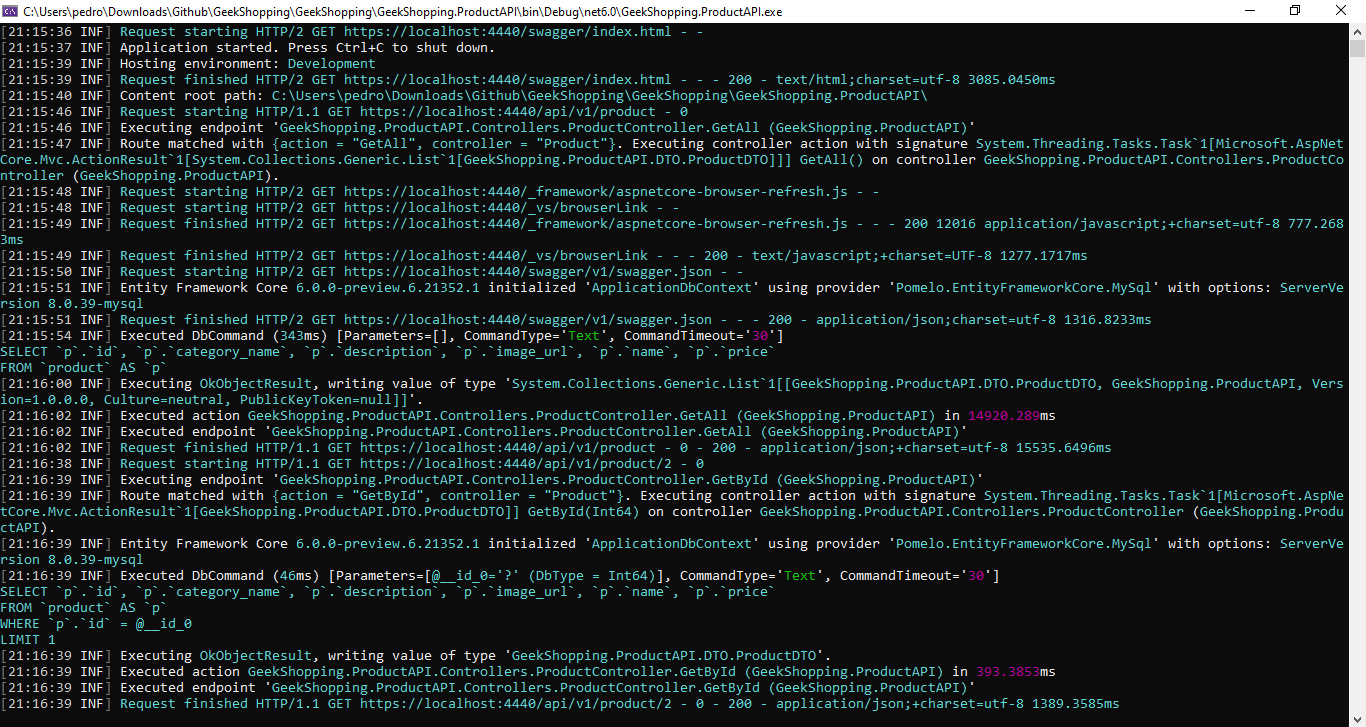 C:\Users\pedro\Downloads\Github\GeekShopping\GeekShopping\GeekShopping.ProductAPI\bin\Debug\net6.0\GeekShopping.ProductAPI.exe
[21:15:36 INF] Request starting HTTP/2 GET https://localhost:4440/swagger/index.html - -
[21:15:37 INF] Application started. Press Ctrl+C to shut down.
[21:15:39 INF] Hosting environment: Development
[21:15:39 INF] Request finished HTTP/2 GET https://localhost:4440/swagger/index.html - - - 200 - text/html;charset=utf-8 3085.0450ms
[21:15:40 INF] Content root path: C:\Users\pedro\Downloads\Github\GeekShopping\GeekShopping\GeekShopping.ProductAPI\
[21:15:46 INF] Request starting HTTP/1.1 GET https://localhost:4440/api/v1/product - 0
[21:15:46 INF] Executing endpoint 'GeekShopping.ProductAPI.Controllers.ProductController.GetAll (GeekShopping.ProductAPI)'
[21:15:47 INF] Route matched with {action = "GetAll", controller = "Product"}. Executing controller action with signature System.Threading.Tasks.Task`1[Microsoft.AspNet
Core.Mvc.ActionResult`1[System.Collections.Generic.List`1[GeekShopping.ProductAPI.DTO.ProductDTO]]] GetAll() on controller GeekShopping.ProductAPI.Controllers.ProductCo
ntroller (GeekShopping.ProductAPI).
[21:15:48 INF] Request starting HTTP/2 GET https://localhost:4440/_framework/aspnetcore-browser-refresh.js - -
[21:15:48 INF] Request starting HTTP/2 GET https://localhost:4440/_vs/browserLink - -
[21:15:49 INF] Request finished HTTP/2 GET https://localhost:4440/_framework/aspnetcore-browser-refresh.js - - - 200 12016 application/javascript;+charset=utf-8 777.268
3ms
[21:15:49 INF] Request finished HTTP/2 GET https://localhost:4440/_vs/browserLink - - - 200 - text/javascript;+charset=UTF-8 1277.1717ms
[21:15:50 INF] Request starting HTTP/2 GET https://localhost:4440/swagger/v1/swagger.json - -
[21:15:51 INF] Entity Framework Core 6.0.0-preview.6.21352.1 initialized 'ApplicationDbContext' using provider 'Pomelo.EntityFrameworkCore.MySql' with options: ServerVe
rsion 8.0.39-mysql
[21:15:51 INF] Request finished HTTP/2 GET https://localhost:4440/swagger/v1/swagger.json - - - 200 - application/json;charset=utf-8 1316.8233ms
[21:15:54 INF] Executed DbCommand (343ms) [Parameters=[], CommandType='Text', CommandTimeout='30']
SELECT `p`.`id`, `p`.`category_name`, `p`.`description`, `p`.`image_url`, `p`.`name`, `p`.`price`
FROM `product` AS `p`
[21:16:00 INF] Executing OkObjectResult, writing value of type 'System.Collections.Generic.List`1[[GeekShopping.ProductAPI.DTO.ProductDTO, GeekShopping.ProductAPI, Vers
ion=1.0.0.0, Culture=neutral, PublicKeyToken=null]]'.
[21:16:02 INF] Executed action GeekShopping.ProductAPI.Controllers.ProductController.GetAll (GeekShopping.ProductAPI) in 14920.289ms
[21:16:02 INF] Executed endpoint 'GeekShopping.ProductAPI.Controllers.ProductController.GetAll (GeekShopping.ProductAPI)'
[21:16:02 INF] Request finished HTTP/1.1 GET https://localhost:4440/api/v1/product - 0 - 200 - application/json;+charset=utf-8 15535.6496ms
[21:16:38 INF] Request starting HTTP/1.1 GET https://localhost:4440/api/v1/product/2 - 0
[21:16:39 INF] Executing endpoint 'GeekShopping.ProductAPI.Controllers.ProductController.GetById (GeekShopping.ProductAPI)'
[21:16:39 INF] Route matched with {action = "GetById", controller = "Product"}. Executing controller action with signature System.Threading.Tasks.Task`1[Microsoft.AspNe
tCore.Mvc.ActionResult`1[GeekShopping.ProductAPI.DTO.ProductDTO]] GetById(Int64) on controller GeekShopping.ProductAPI.Controllers.ProductController (GeekShopping.Produ
ctAPI).
[21:16:39 INF] Entity Framework Core 6.0.0-preview.6.21352.1 initialized 'ApplicationDbContext' using provider 'Pomelo.EntityFrameworkCore.MySql' with options: ServerVe
rsion 8.0.39-mysql
[21:16:39 INF] Executed DbCommand (46ms) [Parameters=[@__id_0='?' (DbType = Int64)], CommandType='Text', CommandTimeout='30']
SELECT `p`.`id`, `p`.`category_name`, `p`.`description`, `p`.`image_url`, `p`.`name`, `p`.`price`
FROM `product` AS `p`
WHERE `p`.`id` = @__id_0
LIMIT 1
[21:16:39 INF] Executing OkObjectResult, writing value of type 'GeekShopping.ProductAPI.DTO.ProductDTO'.
[21:16:39 INF] Executed action GeekShopping.ProductAPI.Controllers.ProductController.GetById (GeekShopping.ProductAPI) in 393.3853ms
[21:16:39 INF] Executed endpoint 'GeekShopping.ProductAPI.Controllers.ProductController.GetById (GeekShopping.ProductAPI)'
[21:16:39 INF] Request finished HTTP/1.1 GET https://localhost:4440/api/v1/product/2 - 0 - 200 - application/json;+charset=utf-8 1389.3585ms